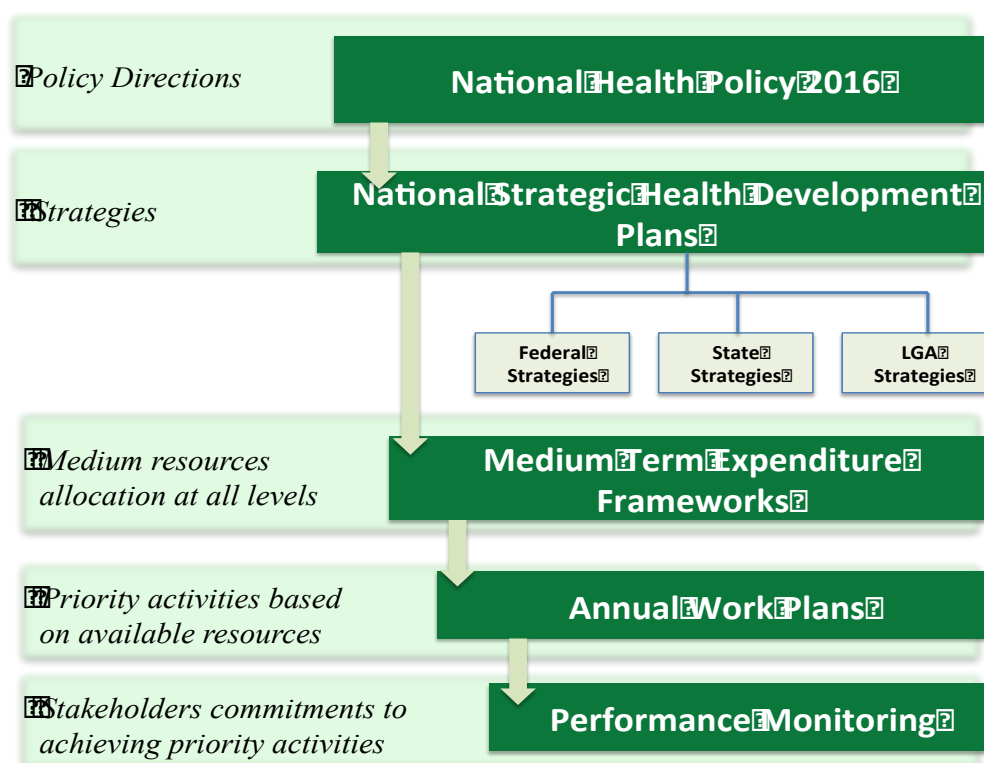 Policy Directions
National Health Policy 2016
Strategies
National Strategic Health Development
Plans
Federal
Strategies
State
Strategies
LGA
Strategies
Medium resources
allocation at all levels
Medium Term Expenditure
Frameworks
Priority activities based
on available resources
Annual Work Plans
Stakeholders commitments to
achieving priority activities
Performance Monitoring